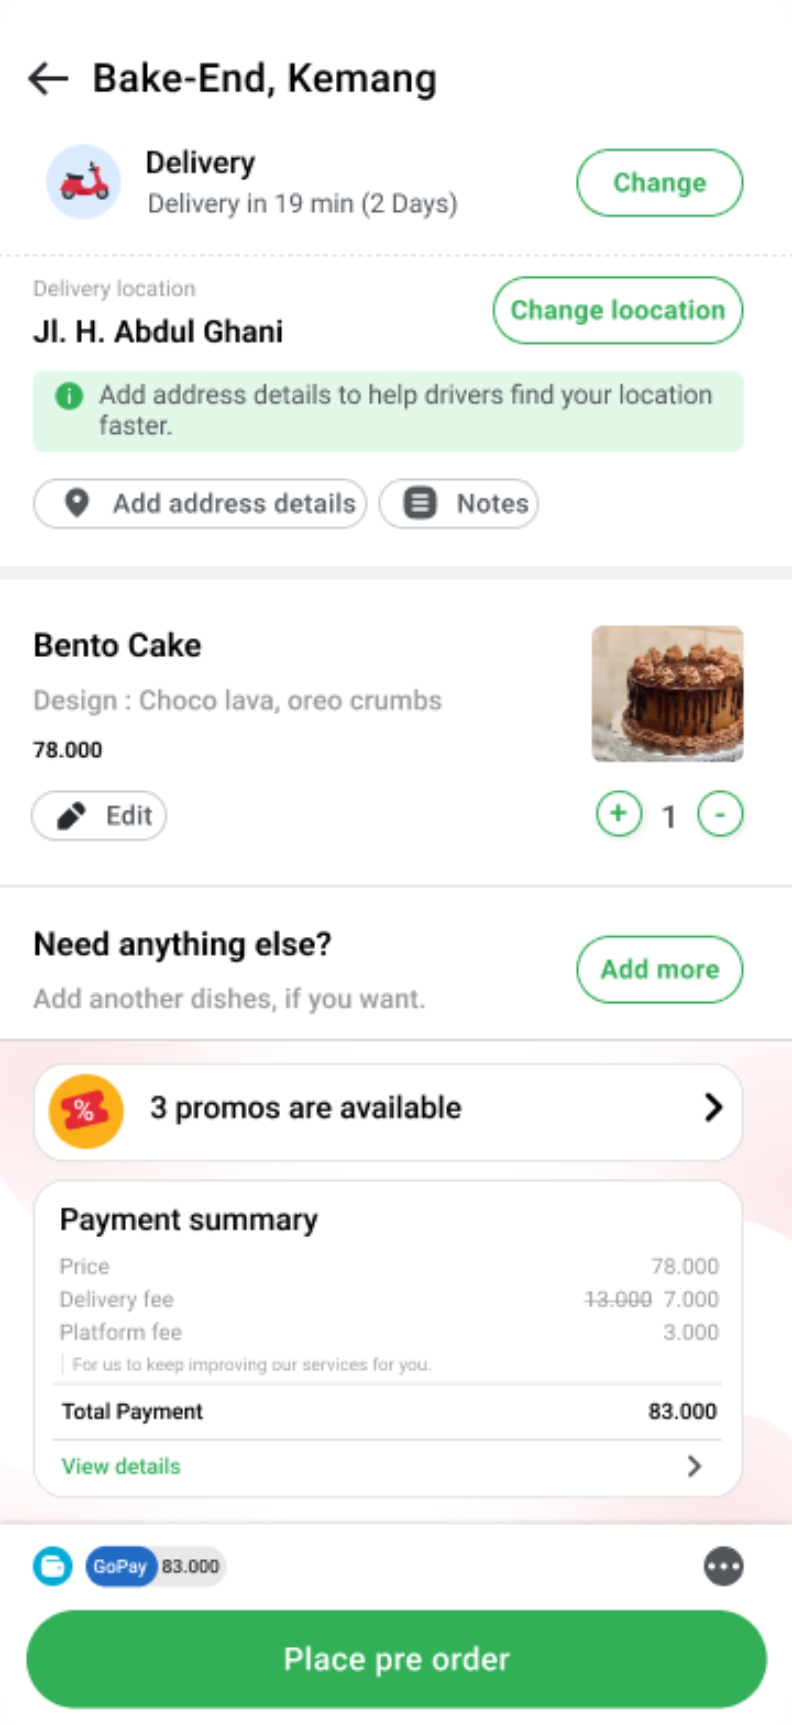 Bake-End, Kemang
Delivery
Delivery in 19 min (2 Days)
Change
Delivery location
Jl. H. Abdul Ghani
Change loocation
Add address details to help drivers find your location
faster.
Add address details
Notes
Bento Cake
Design : Choco lava, oreo crumbs
78.000
Edit
+ 1 -
Need anything else?
Add another dishes, if you want.
Add more
%
3 promos are available
Payment summary
Price 78.000
Delivery fee 13.000 7.000
Platform fee 3.000
For us to keep improving our services for you.
Total Payment 83.000
View details
GoPay 83.000
Place pre order